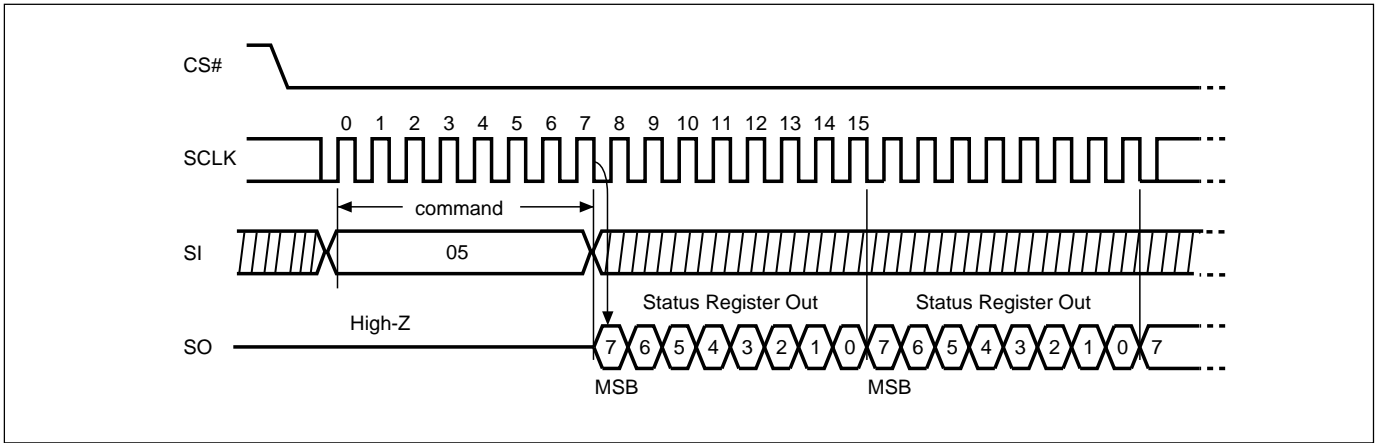 CS#
0 1 2 3 4 5 6 7 8 9 10 11 12 13 14 15
SCLK
command
SI 05
Status Register Out Status Register Out
High-Z
SO 7 6 5 4 3 2 1 0 7 6 5 4 3 2 1 0 7
MSB MSB